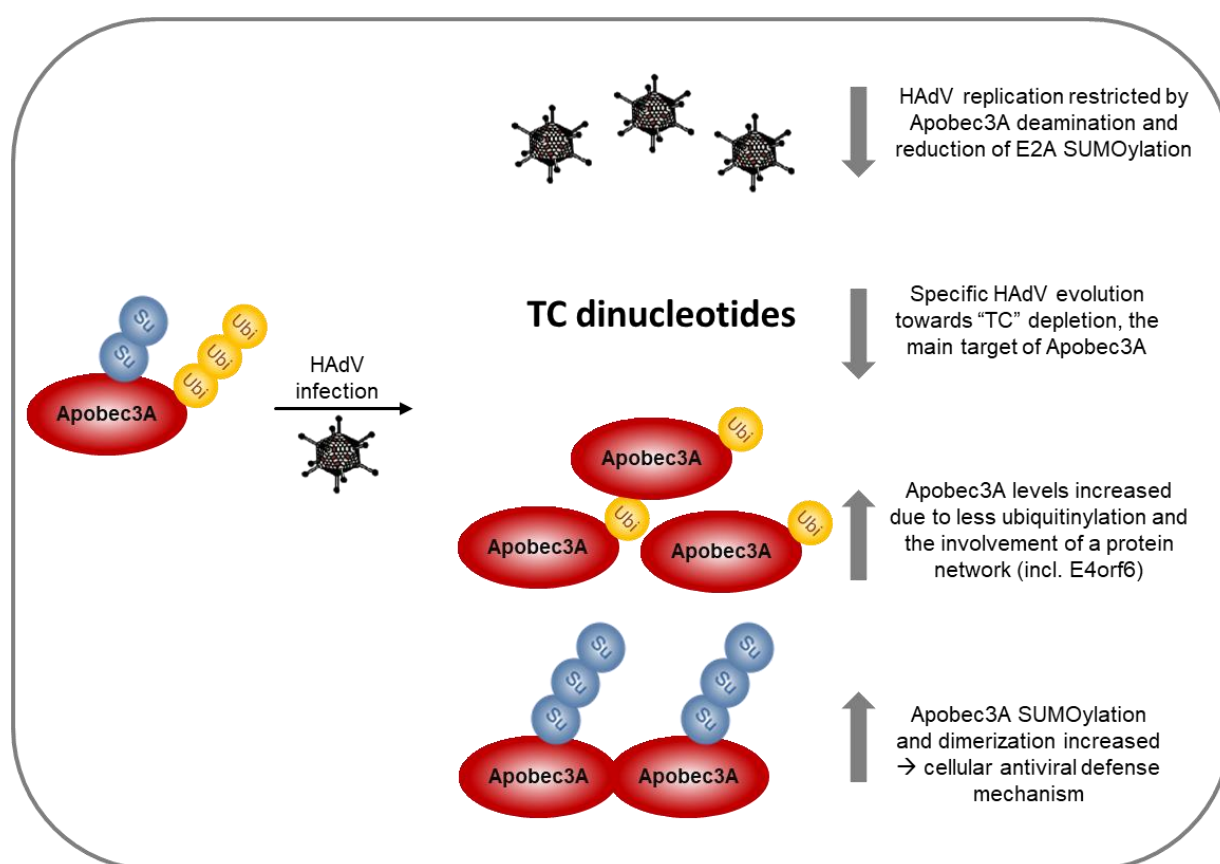 HAdV replication restricted by
Apobec3A deamination and
reduction of E2A SUMOylation
TC dinucleotides
Specific HAdV evolution
towards “TC” depletion, the
main target of Apobec3A
Su
Su
Ubi
Ubi
Ubi
Apobec3A
HAdV
infection
Ubi
Apobec3A
Ubi
Apobec3A
Ubi
Apobec3A
Apobec3A levels increased
due to less ubiquitinylation and
the involvement of a protein
network (incl. E4orf6)
Su
Su
Su
Su
Su
Su
Apobec3A
Apobec3A
Apobec3A SUMOylation
and dimerization increased
→ cellular antiviral defense
mechanism